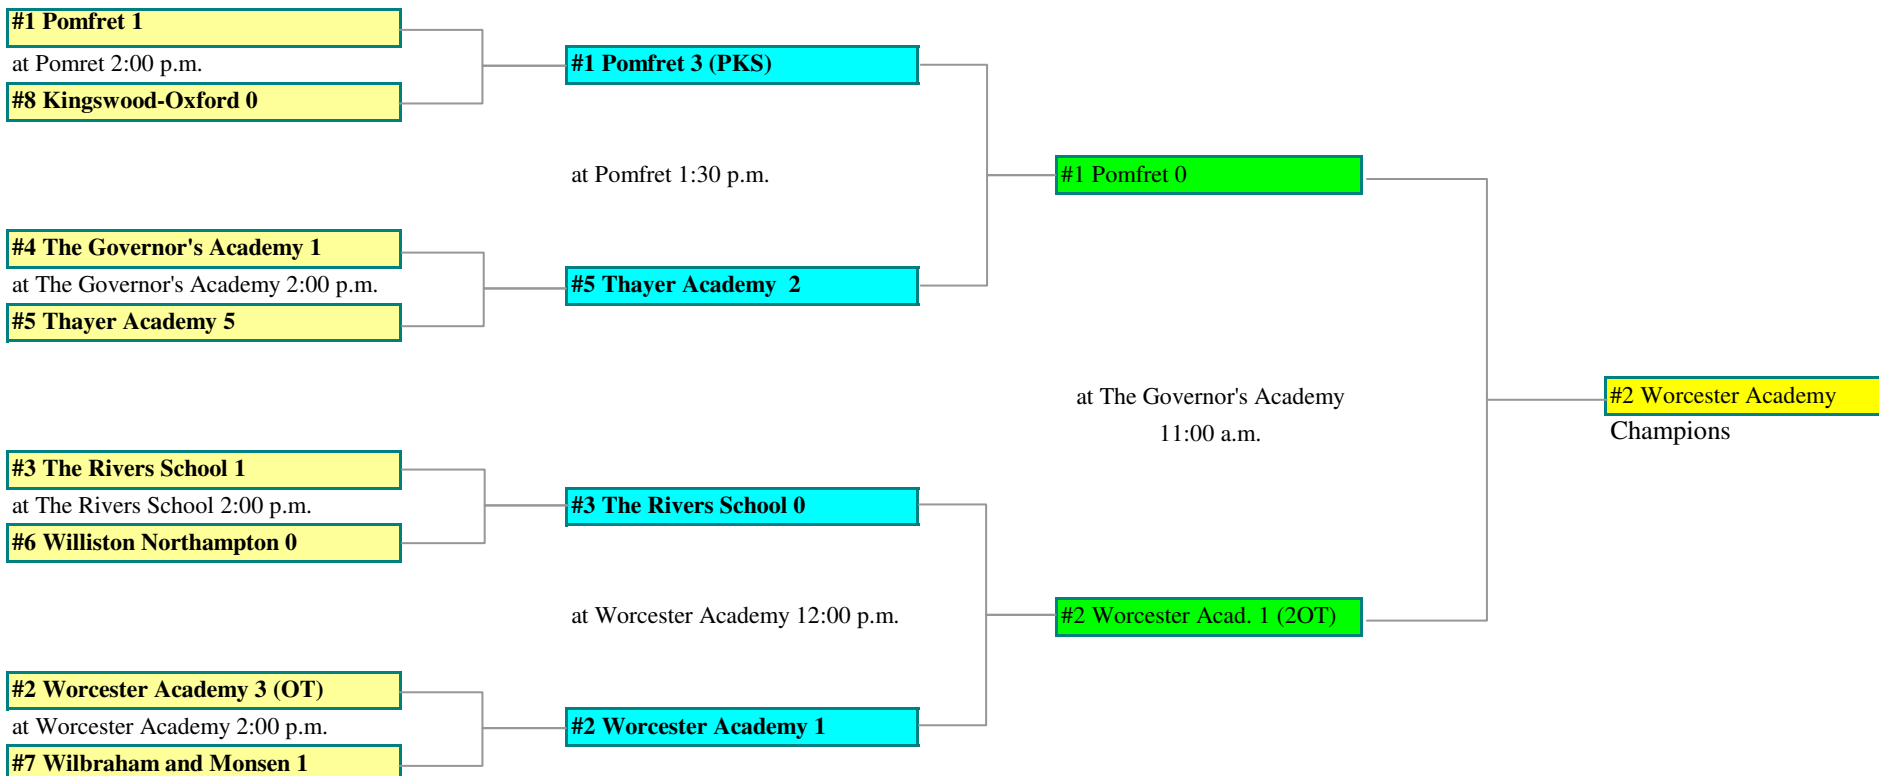 #1 Pomfret 1
at Pomret 2:00 p.m.
#8 Kingswood-Oxford 0
#1 Pomfret 3 (PKS)
at Pomfret 1:30 p.m.
#1 Pomfret 0
#4 The Governor's Academy 1
at The Governor's Academy 2:00 p.m.
#5 Thayer Academy 5
#5 Thayer Academy 2
at The Governor's Academy
11:00 a.m.
#2 Worcester Academy
Champions
#3 The Rivers School 1
at The Rivers School 2:00 p.m.
#6 Williston Northampton 0
#3 The Rivers School 0
at Worcester Academy 12:00 p.m.
#2 Worcester Acad. 1 (2OT)
#2 Worcester Academy 3 (OT)
at Worcester Academy 2:00 p.m.
#7 Wilbraham and Monsen 1
#2 Worcester Academy 1